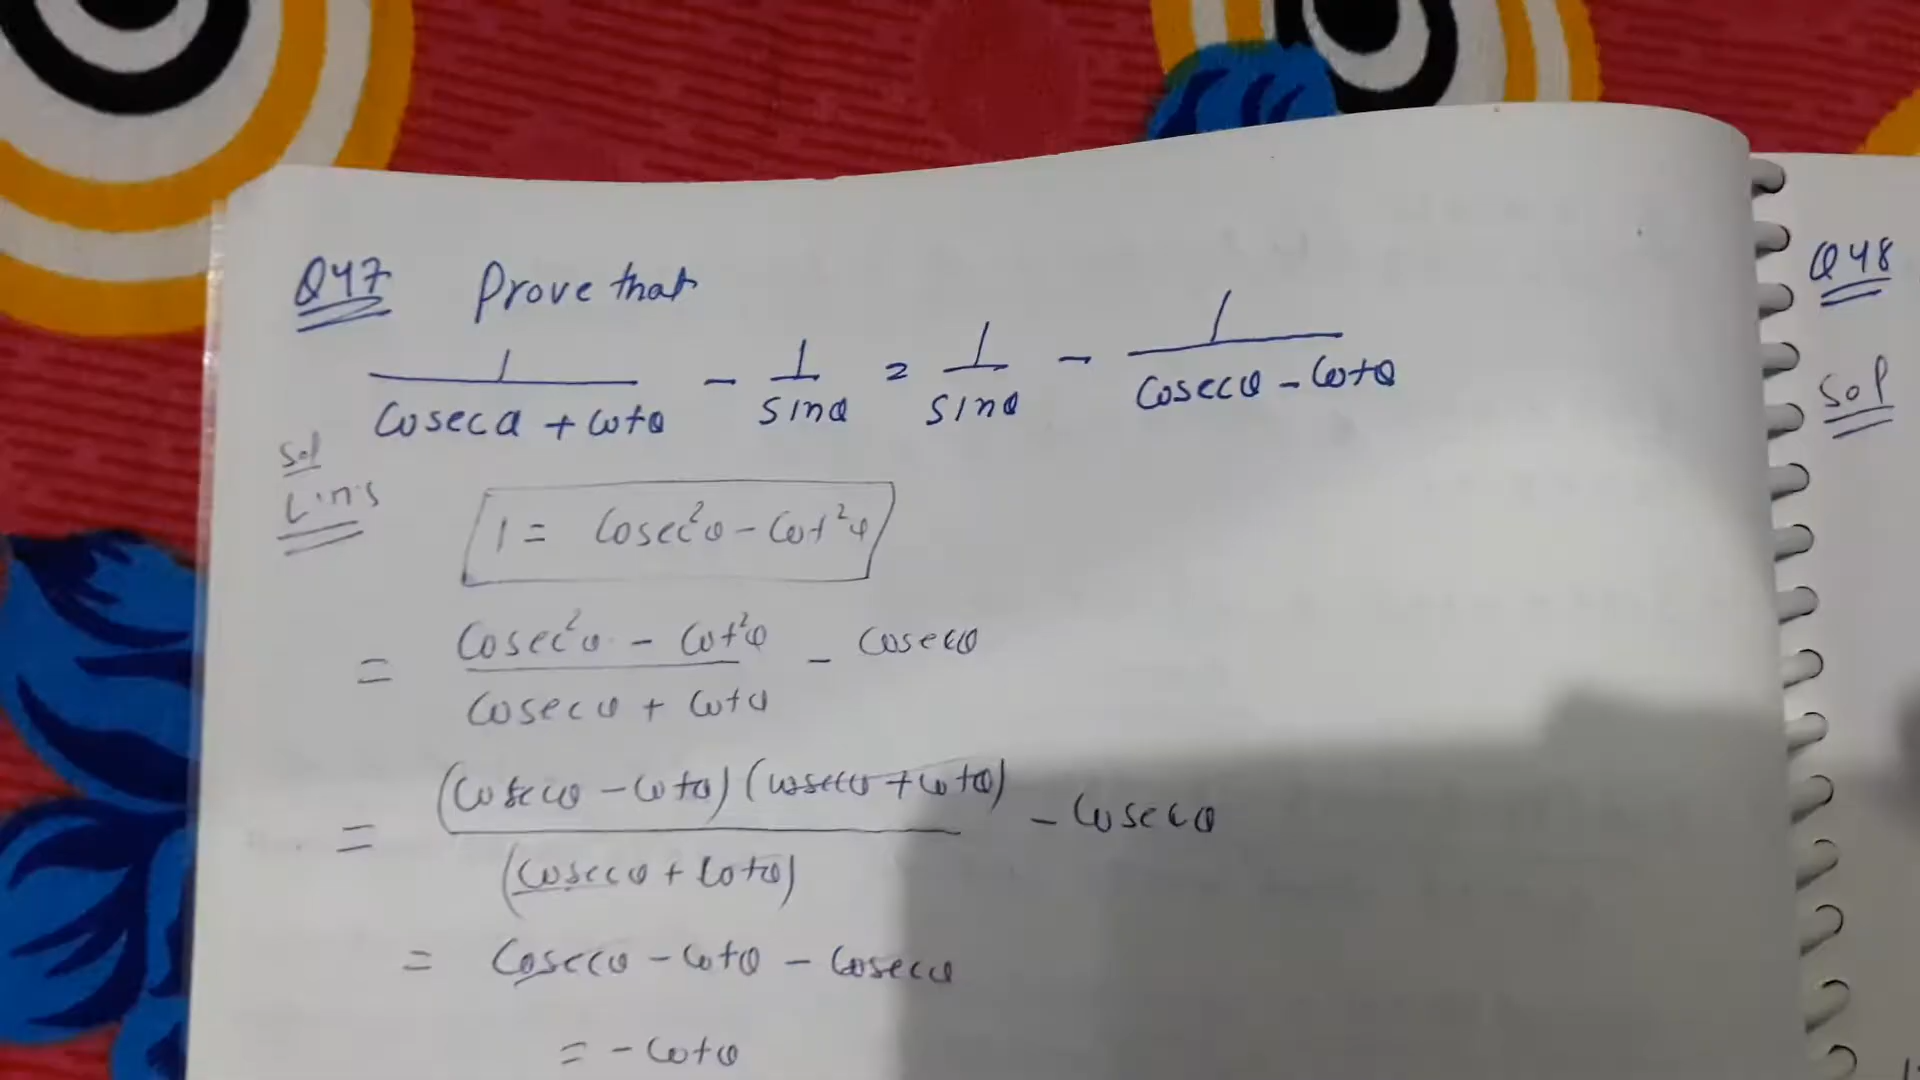 Q47 Prove that
1/(Cosecθ + Cotθ) - 1/sinθ = 1/sinθ - 1/(Cosecθ - Cotθ)
Sol
L.H.S
1 = Cosec²θ - Cot²θ
= (Cosec²θ - Cot²θ)/(Cosecθ + Cotθ) - Cosecθ
= (Cosecθ - Cotθ)(Cosecθ + Cotθ)/(Cosecθ + Cotθ) - Cosecθ
= Cosecθ - Cotθ - Cosecθ
= - Cotθ
Q48
Sol